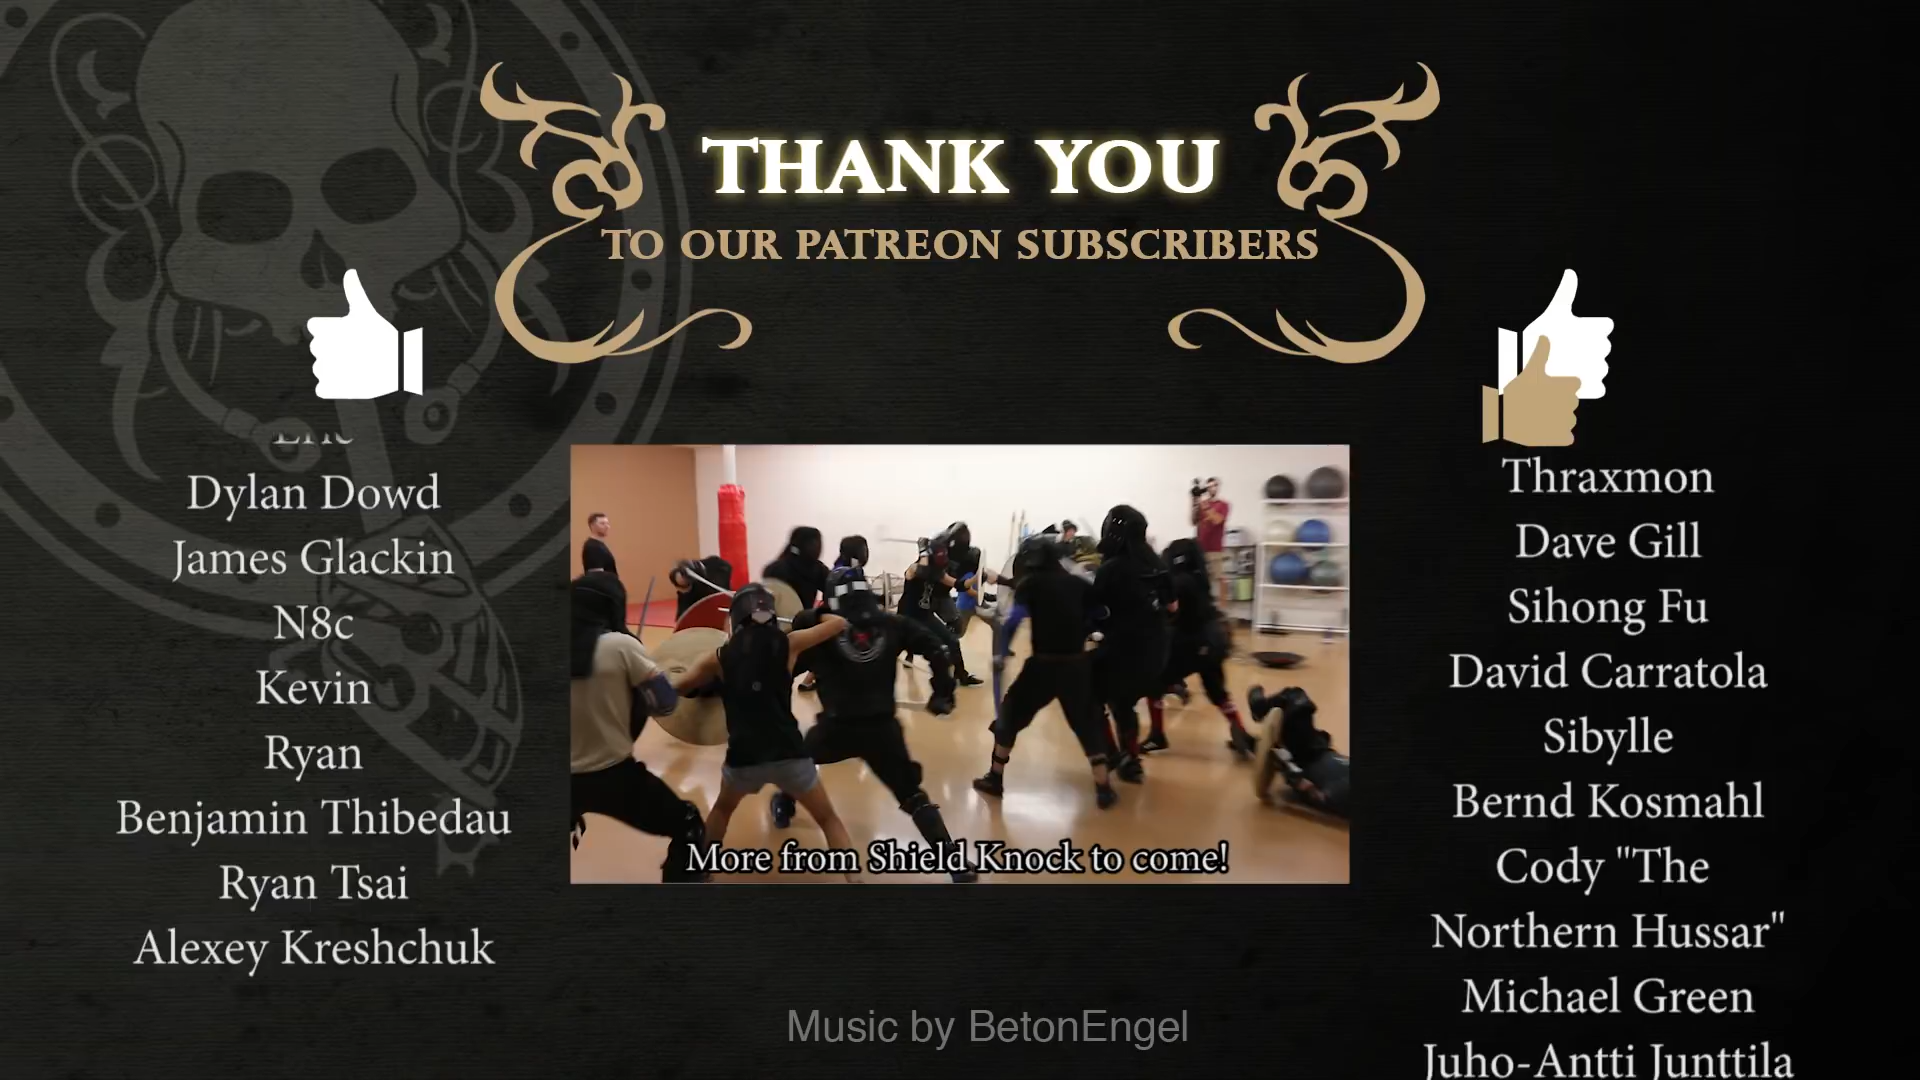 THANK YOU
TO OUR PATREON SUBSCRIBERS
Dylan Dowd
James Glackin
N8c
Kevin
Ryan
Benjamin Thibedau
Ryan Tsai
Alexey Kreshchuk
More from Shield Knock to come!
Thraxmon
Dave Gill
Sihong Fu
David Carratola
Sibylle
Bernd Kosmahl
Cody "The
Northern Hussar"
Michael Green
Juho-Antti Junttila
Music by BetonEngel